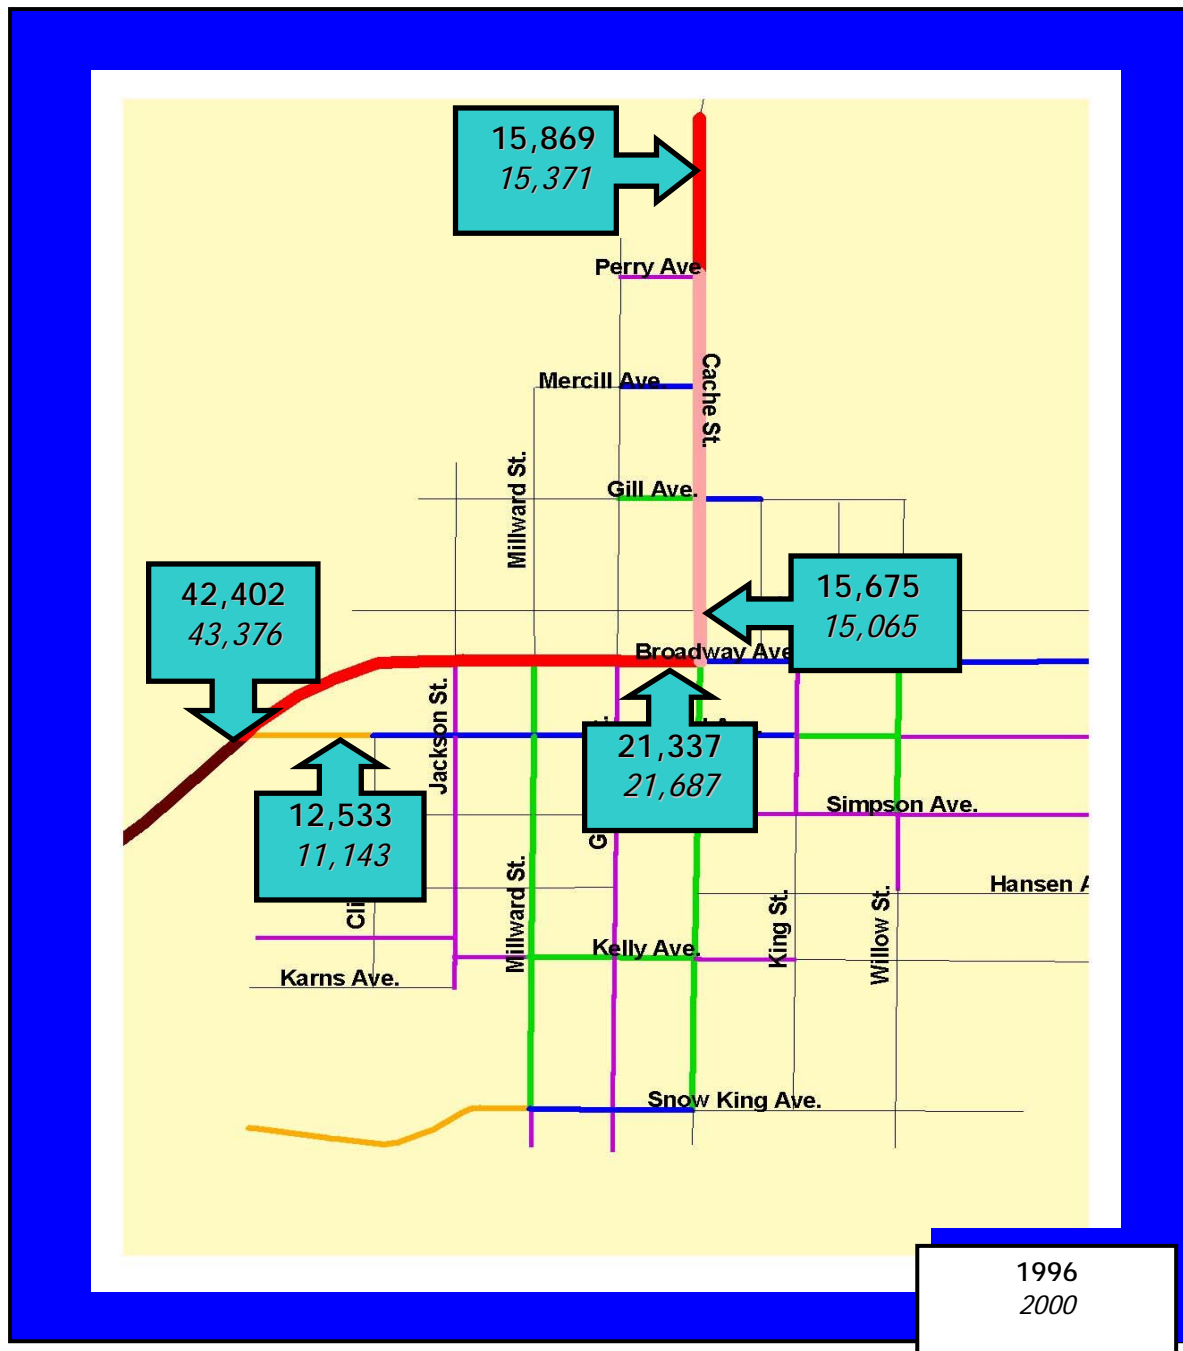 15,869
15,371
Perry Ave
Mercill Ave.
Cache St.
Millward St.
Gill Ave.
42,402
43,376
15,675
15,065
Broadway Ave
Jackson St.
21,337
21,687
12,533
11,143
Simpson Ave.
Hansen A
Cli
Millward St.
King St.
Willow St.
Kelly Ave.
Karns Ave.
Snow King Ave.
1996
2000